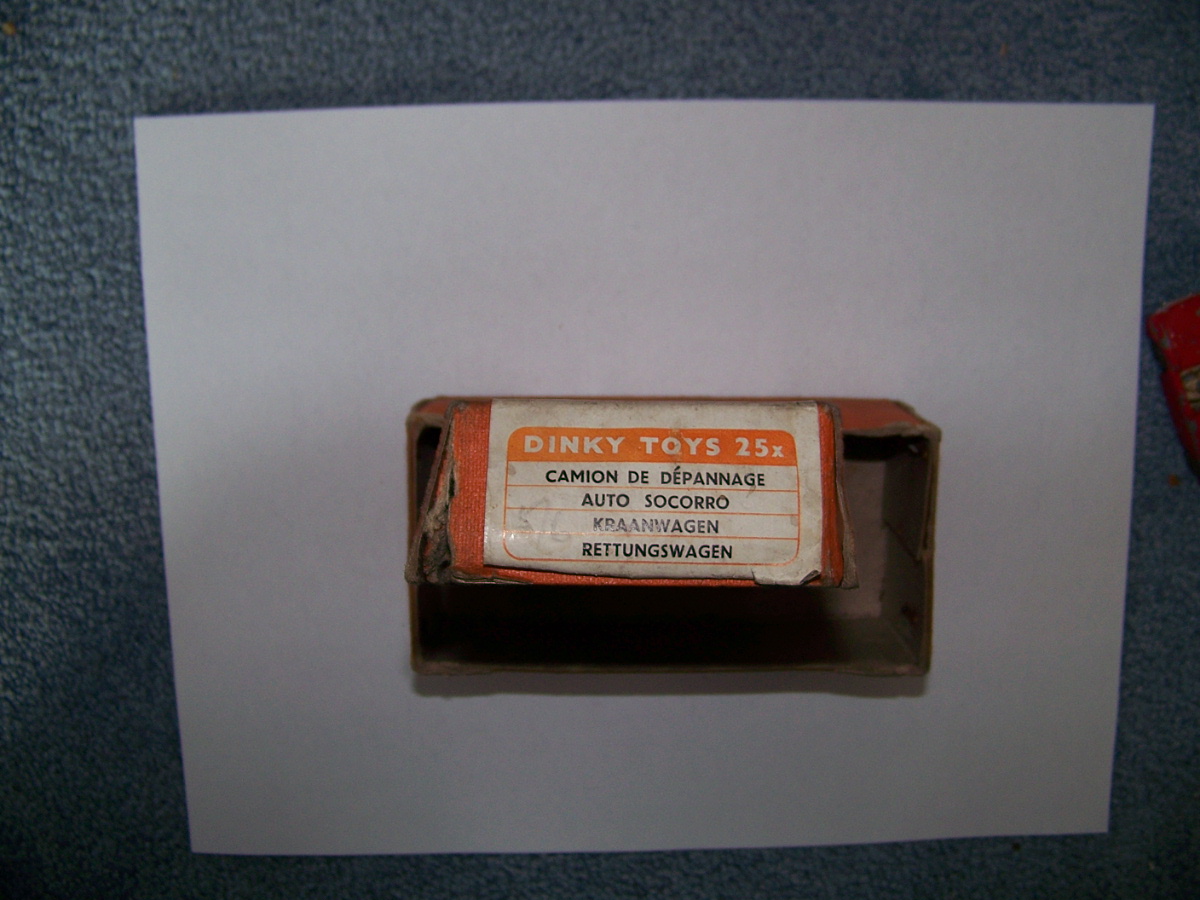 DINKY TOYS 25x
CAMION DE DÉPANNAGE
AUTO SOCORRO
KRAANWAGEN
RETTUNGSWAGEN